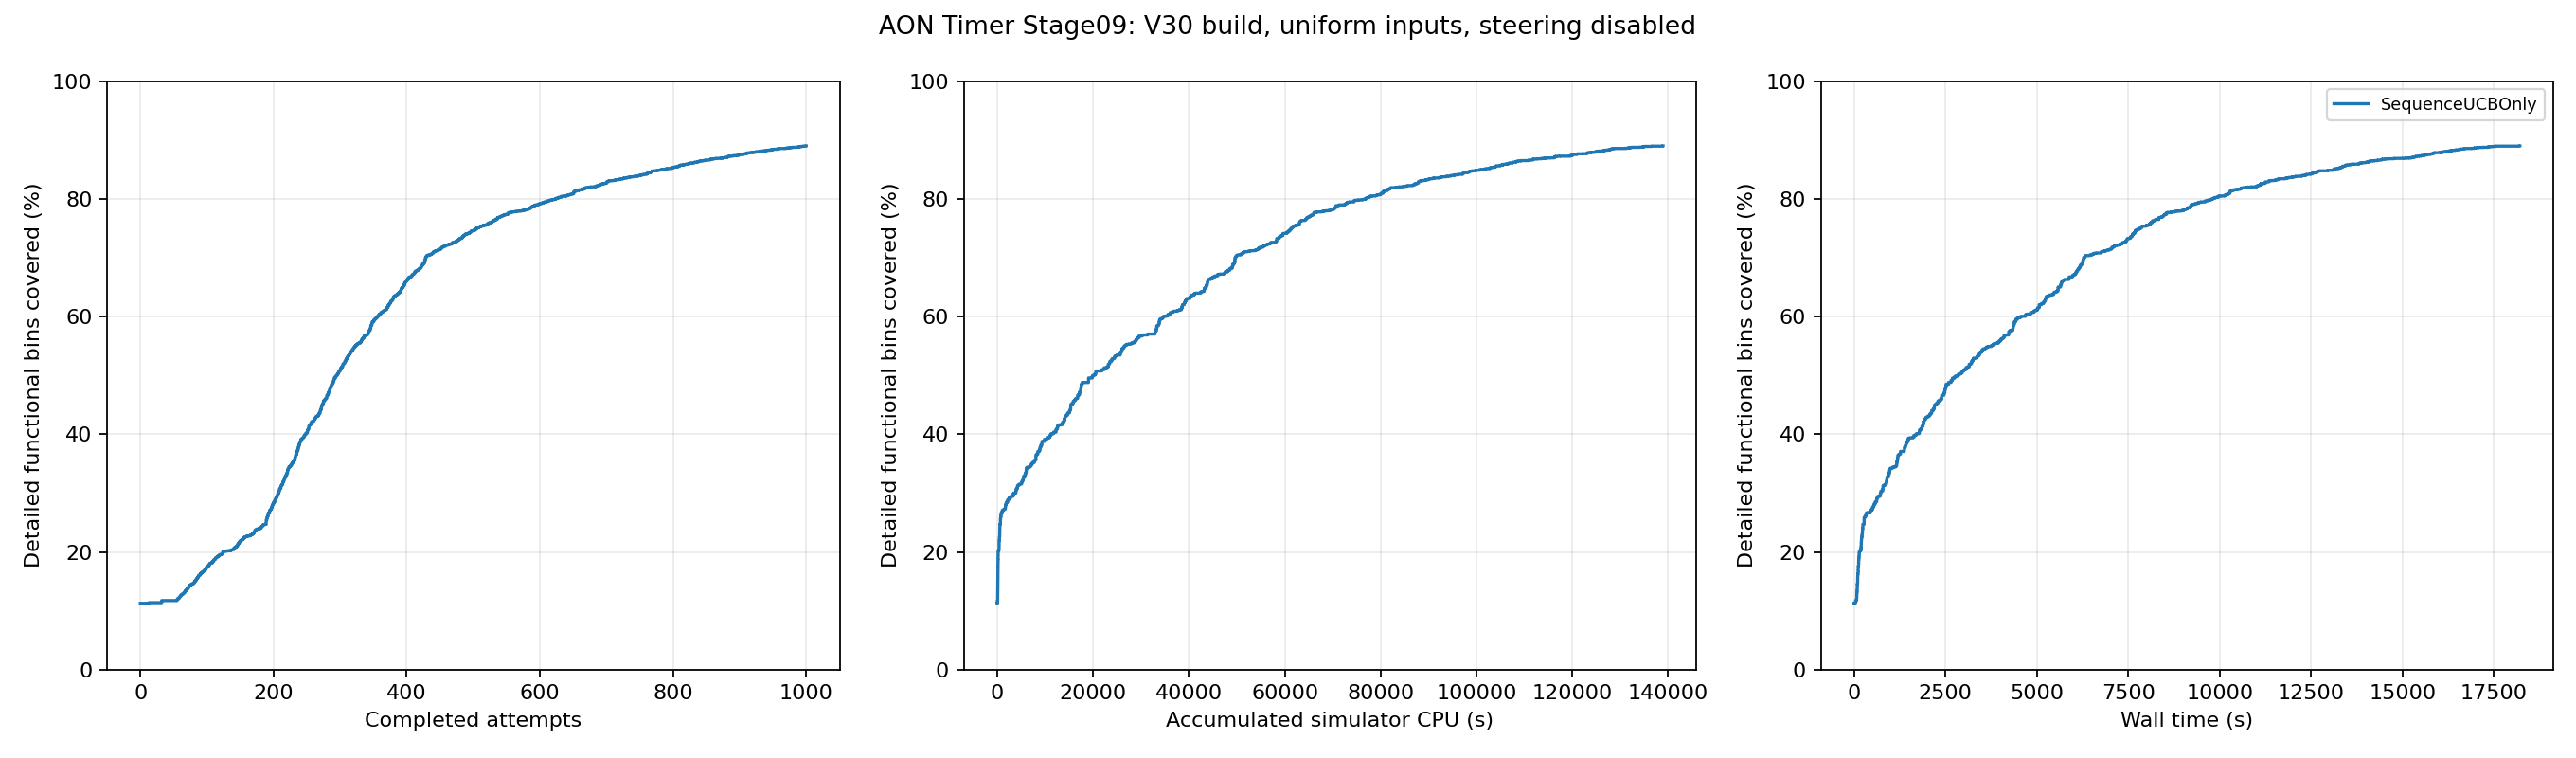 AON Timer Stage09: V30 build, uniform inputs, steering disabled
Detailed functional bins covered (%)
100
80
60
40
20
0
0 200 400 600 800 1000
Completed attempts
Detailed functional bins covered (%)
100
80
60
40
20
0
0 20000 40000 60000 80000 100000 120000 140000
Accumulated simulator CPU (s)
Detailed functional bins covered (%)
100
80
60
40
20
0
SequenceUCBOnly
0 2500 5000 7500 10000 12500 15000 17500
Wall time (s)